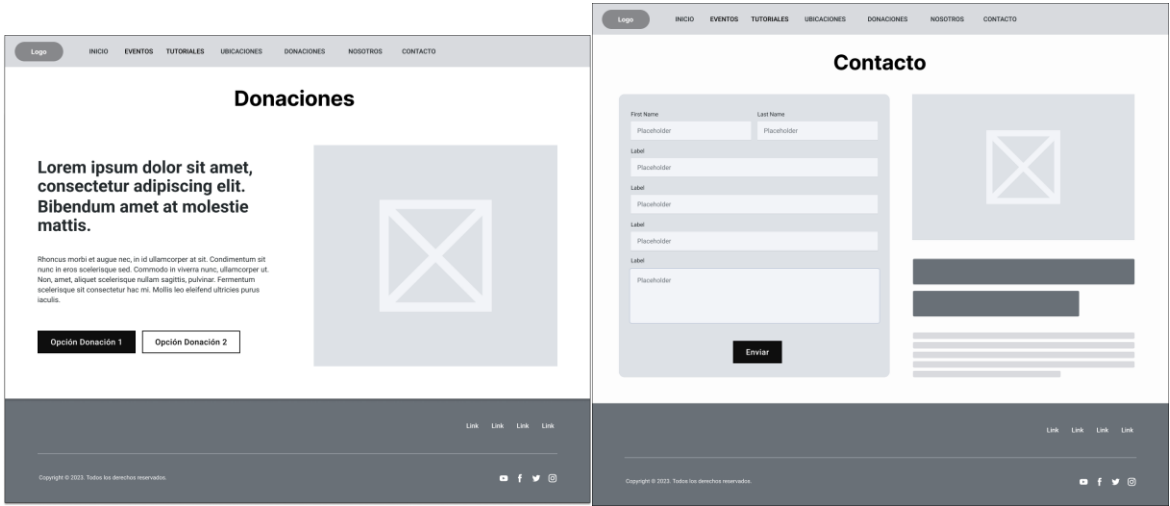 Logo INICIO EVENTOS TUTORIALES UBICACIONES DONACIONES NOSOTROS CONTACTO
Donaciones
Lorem ipsum dolor sit amet,
consectetur adipiscing elit.
Bibendum amet at molestie
mattis.
Rhoncus morbi et augue nec, in id ullamcorper at sit. Condimentum sit
nunc in eros scelerisque sed. Commodo in viverra nunc, ullamcorper ut.
Non, amet, aliquet scelerisque nullam sagittis, pulvinar. Fermentum
scelerisque sit consectetur hac mi. Mollis leo eleifend ultricies purus
iaculis.
Opción Donación 1 Opción Donación 2
Link Link Link Link
Copyright © 2023. Todos los derechos reservados.
Logo INICIO EVENTOS TUTORIALES UBICACIONES DONACIONES NOSOTROS CONTACTO
Contacto
First Name Last Name
Placeholder Placeholder
Label
Placeholder
Label
Placeholder
Label
Placeholder
Label
Placeholder
Enviar
Link Link Link Link
Copyright © 2023. Todos los derechos reservados.